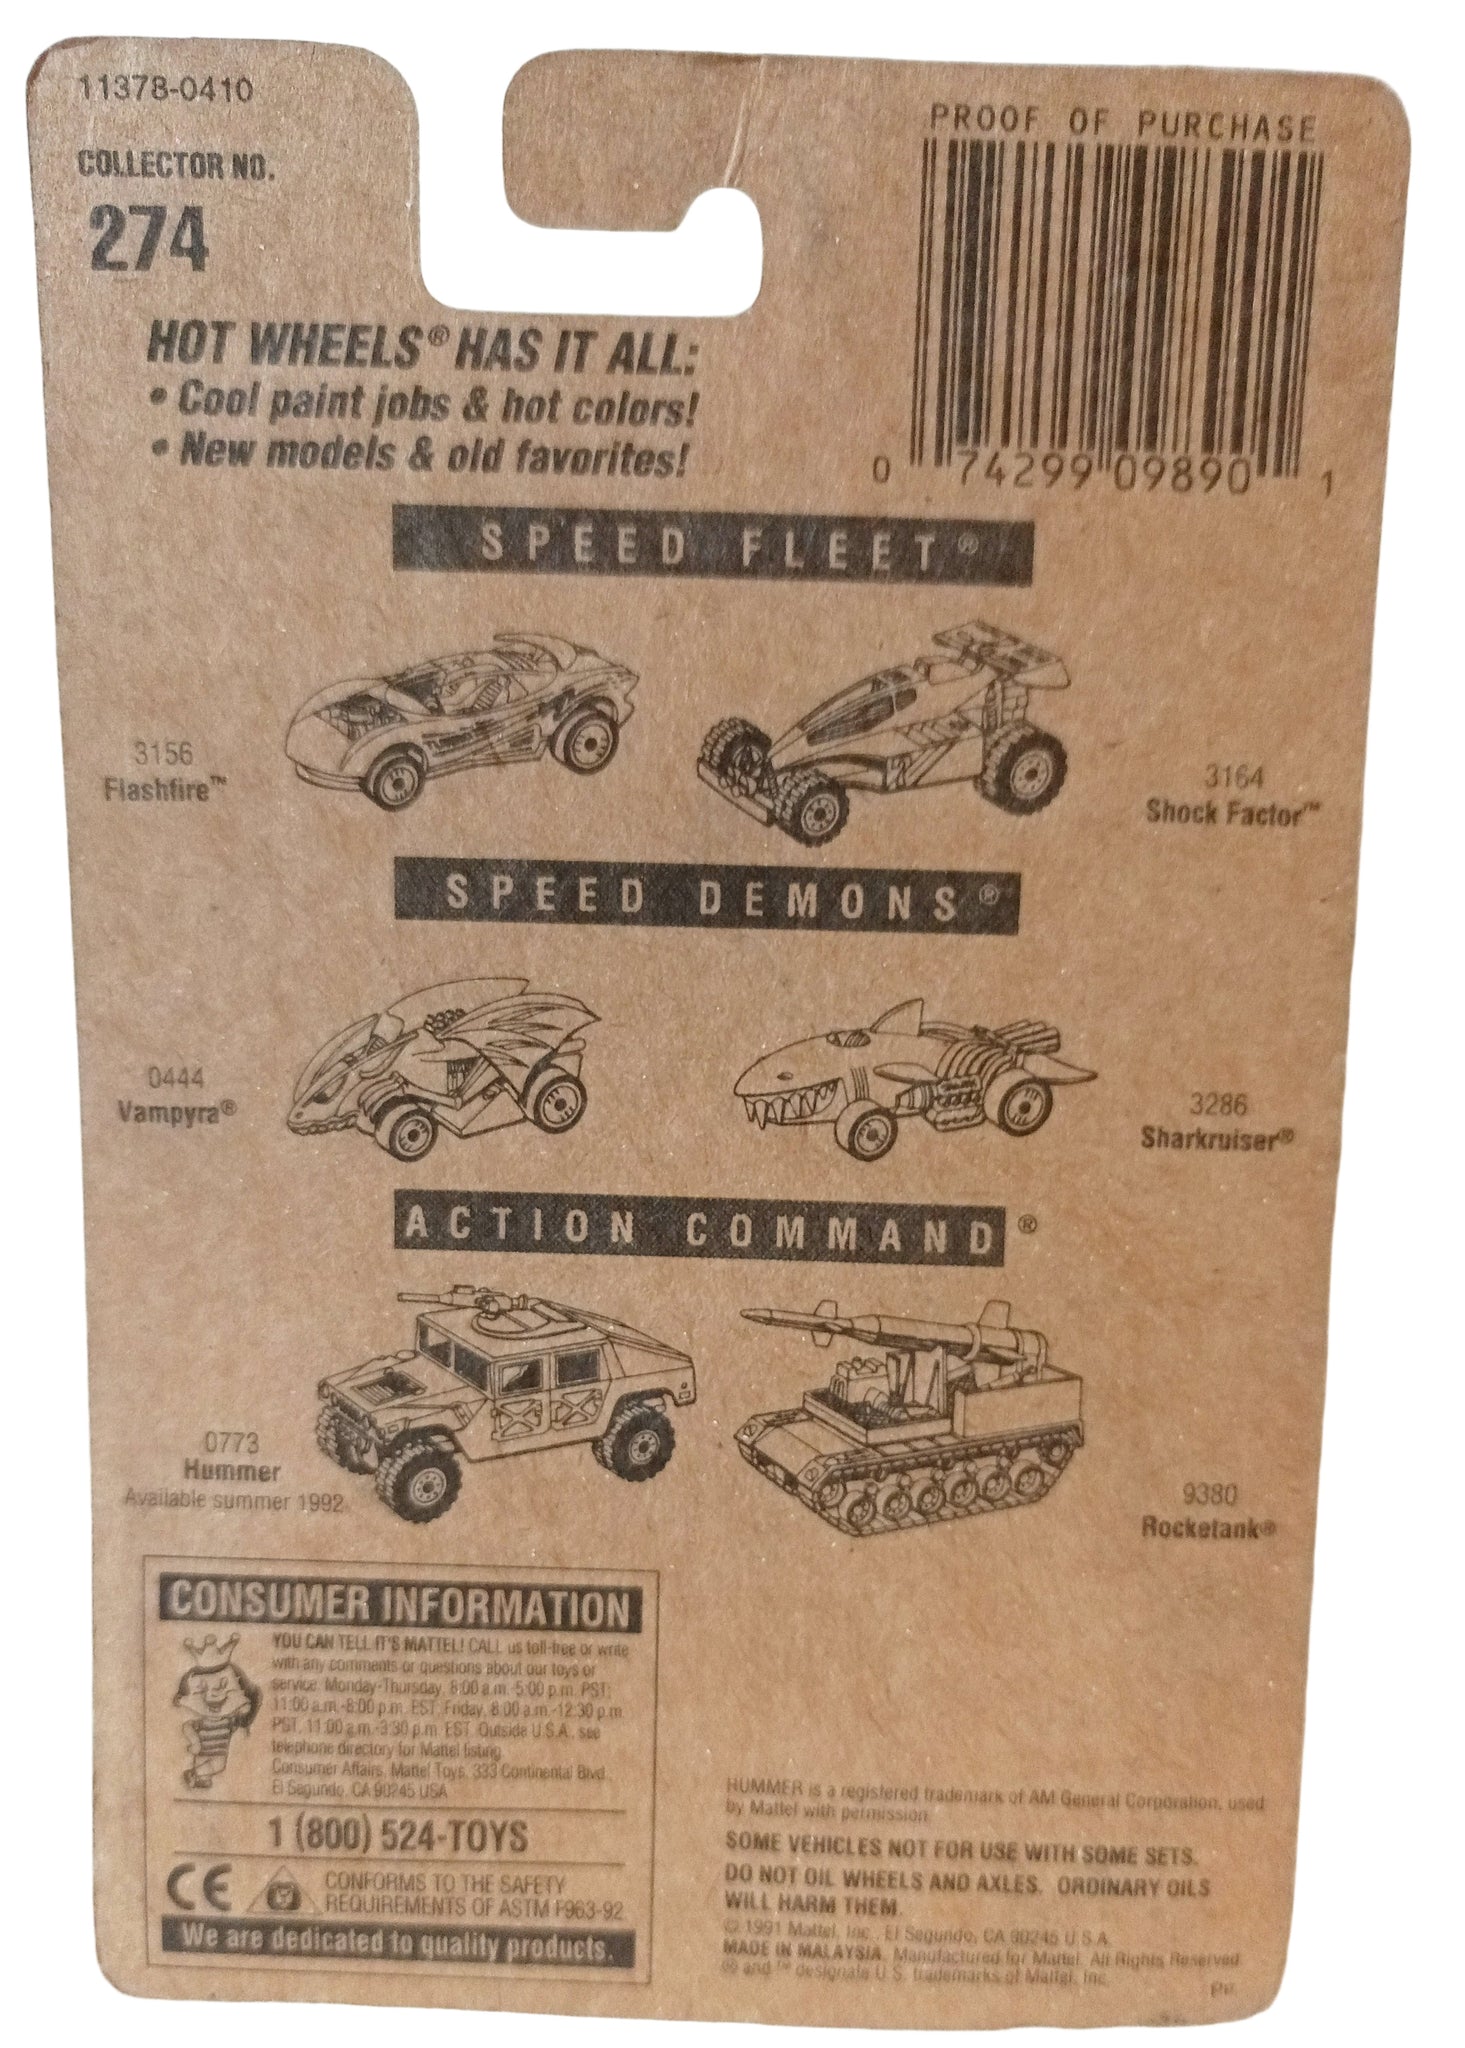 11378-0410
COLLECTOR NO.
274
PROOF OF PURCHASE
0 74299 09890 1
HOT WHEELS® HAS IT ALL:
• Cool paint jobs & hot colors!
• New models & old favorites!
SPEED FLEET®
3156
Flashfire™
3164
Shock Factor™
SPEED DEMONS®
0444
Vampyra®
3286
Sharkruiser®
ACTION COMMAND®
0773
Hummer
Available summer 1992
9380
Rocketank®
CONSUMER INFORMATION
YOU CAN TELL IT'S MATTEL! CALL us toll-free or write
with any comments or questions about our toys or
service. Monday-Thursday, 8:00 a.m.-5:00 p.m. PST;
11:00 a.m.-8:00 p.m. EST; Friday, 8:00 a.m.-12:30 p.m.
PST, 11:00 a.m.-3:30 p.m. EST. Outside U.S.A., see
telephone directory for Mattel listing.
Consumer Affairs, Mattel Toys, 333 Continental Blvd.,
El Segundo, CA 90245 USA
1 (800) 524-TOYS
CE
CONFORMS TO THE SAFETY
REQUIREMENTS OF ASTM F963-92
We are dedicated to quality products.
HUMMER is a registered trademark of AM General Corporation, used
by Mattel with permission.
SOME VEHICLES NOT FOR USE WITH SOME SETS.
DO NOT OIL WHEELS AND AXLES. ORDINARY OILS
WILL HARM THEM.
© 1991 Mattel, Inc., El Segundo, CA 90245 U.S.A.
MADE IN MALAYSIA. Manufactured for Mattel. All Rights Reserved.
® and ™ designate U.S. trademarks of Mattel, Inc.